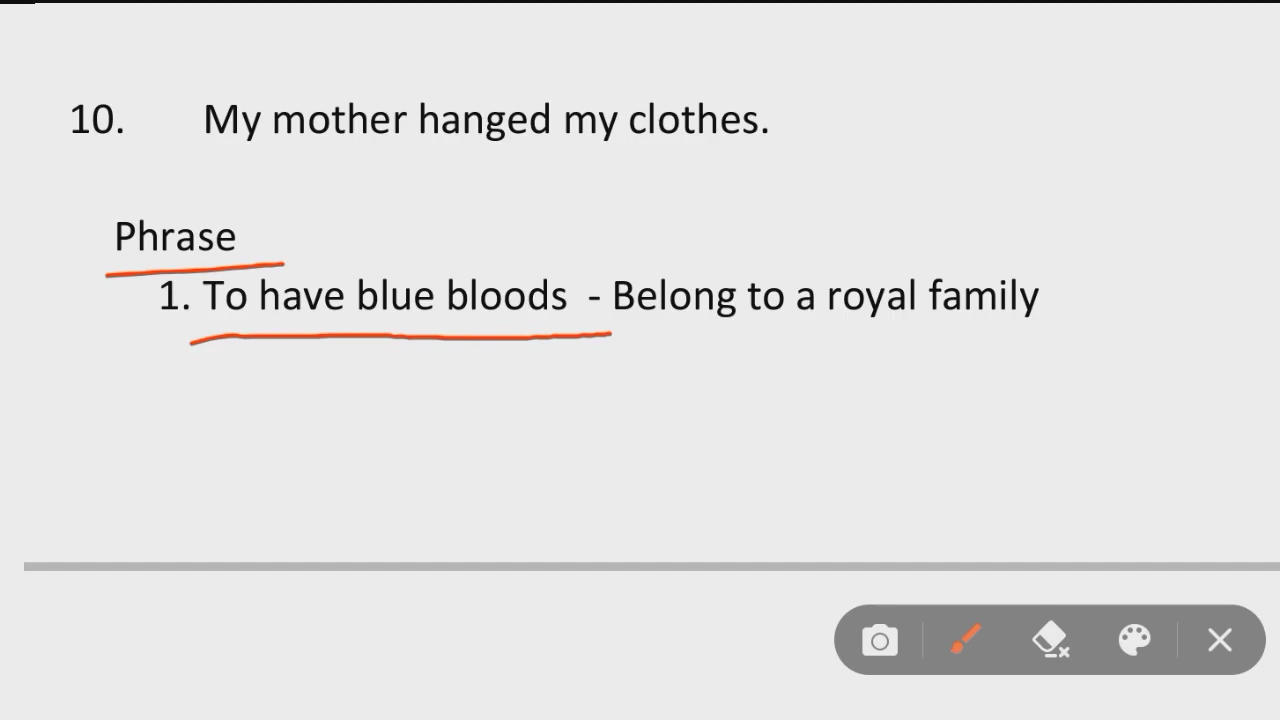 10. My mother hanged my clothes.
Phrase
1. To have blue bloods - Belong to a royal family